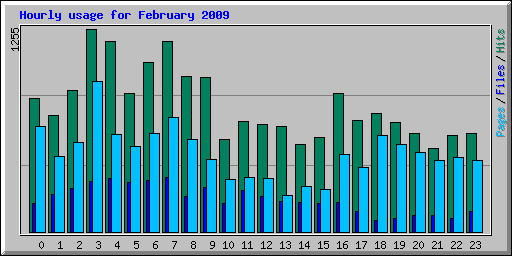 Hourly usage for February 2009
1255
Pages / Files / Hits
0 1 2 3 4 5 6 7 8 9 10 11 12 13 14 15 16 17 18 19 20 21 22 23